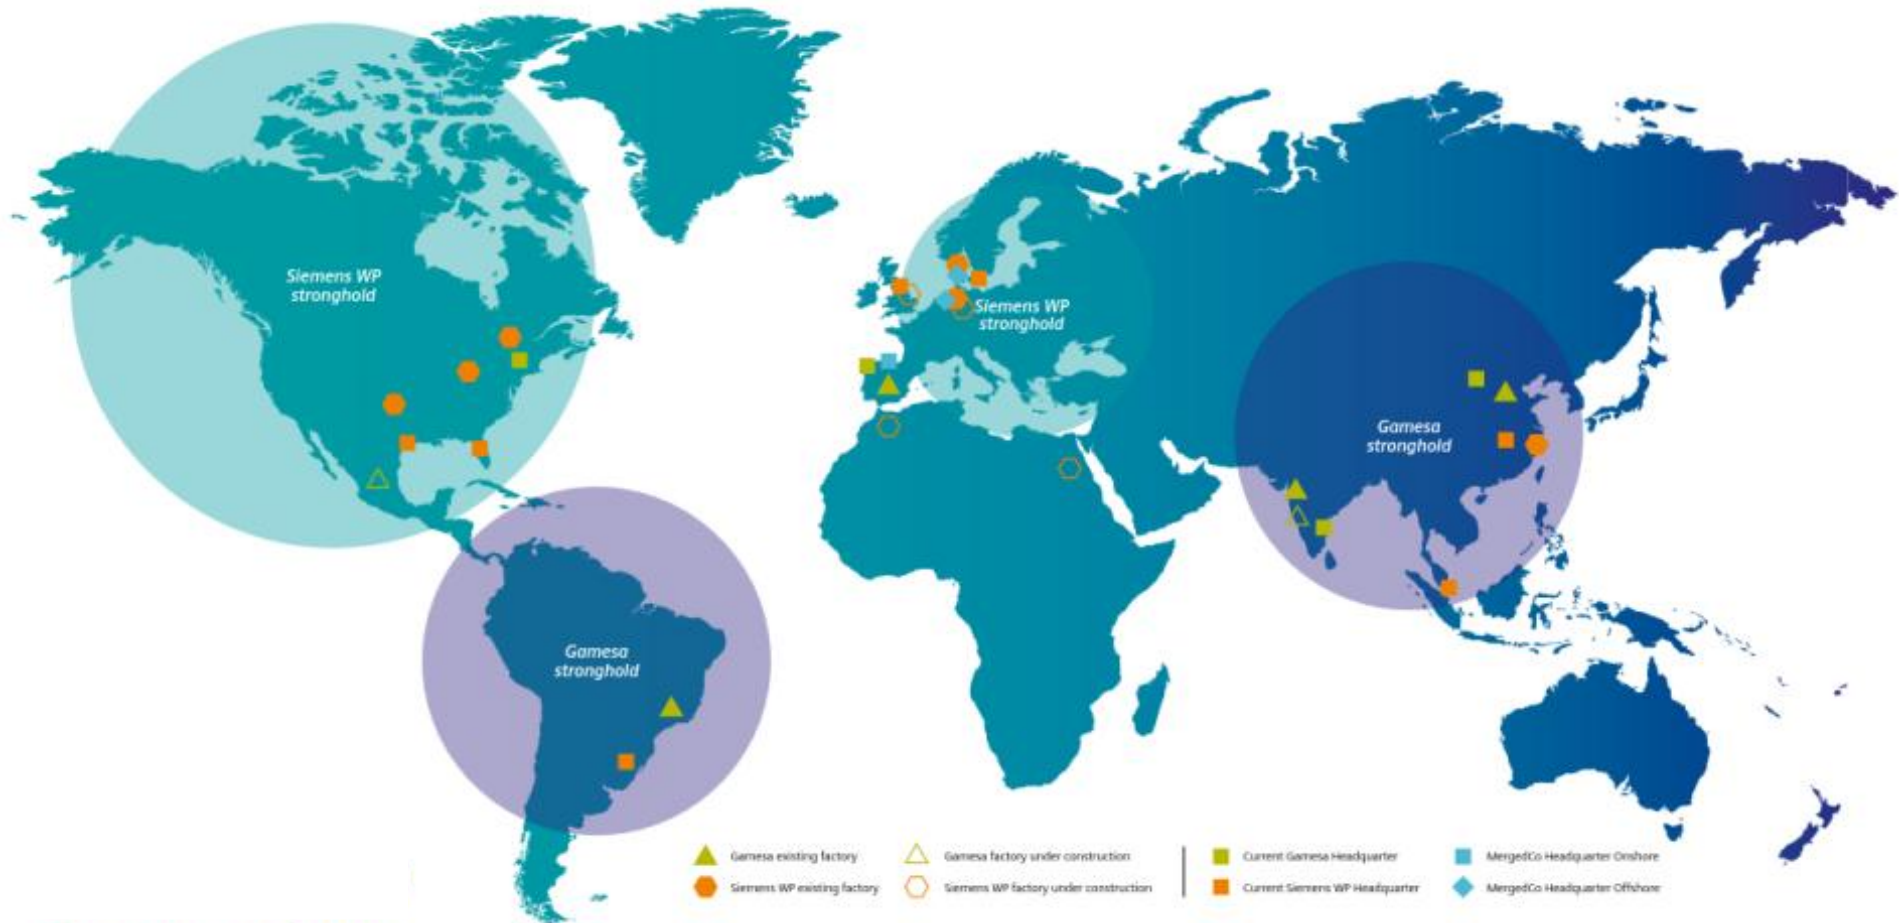 Siemens WP
stronghold
Siemens WP
stronghold
Gamesa
stronghold
Gamesa
stronghold
Gamesa existing factory
Gamesa factory under construction
Current Gamesa Headquarter
MergedCo Headquarter Onshore
Siemens WP existing factory
Siemens WP factory under construction
Current Siemens WP Headquarter
MergedCo Headquarter Offshore